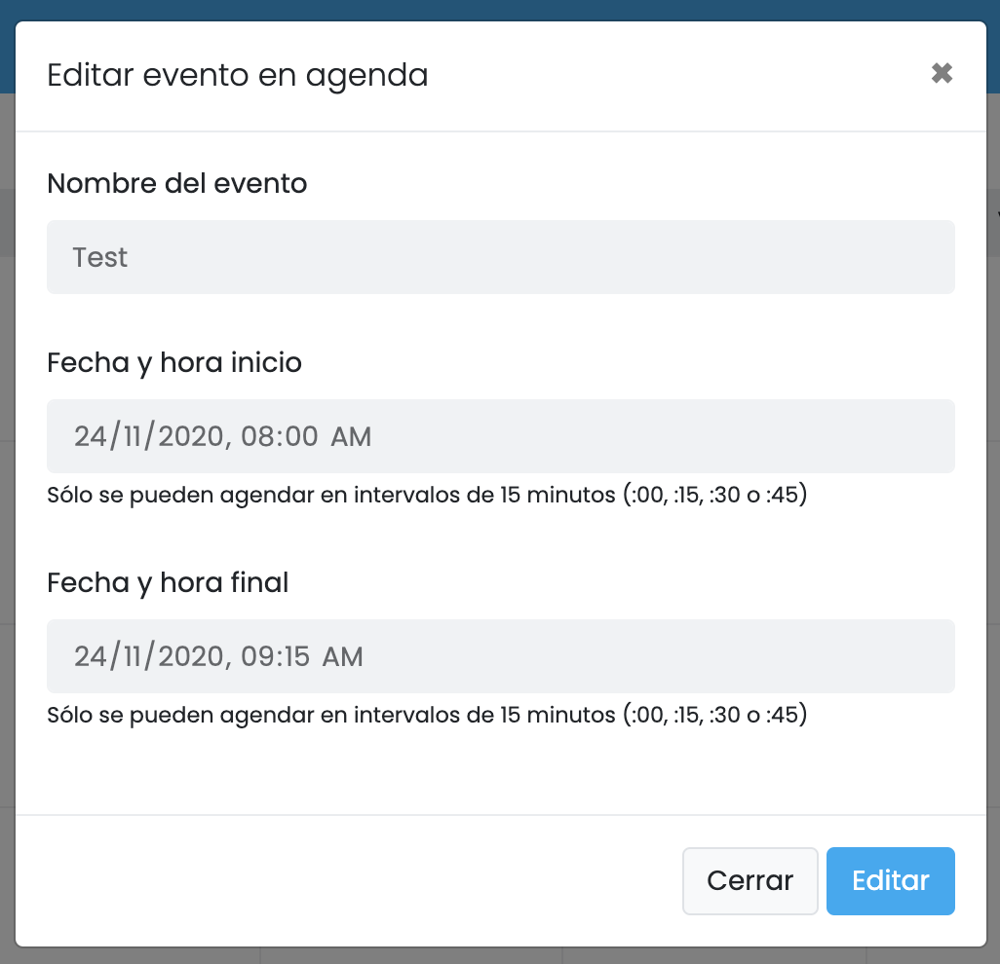 Editar evento en agenda ✖
Nombre del evento
Test
Fecha y hora inicio
24/11/2020, 08:00 AM
Sólo se pueden agendar en intervalos de 15 minutos (:00, :15, :30 o :45)
Fecha y hora final
24/11/2020, 09:15 AM
Sólo se pueden agendar en intervalos de 15 minutos (:00, :15, :30 o :45)
Cerrar Editar